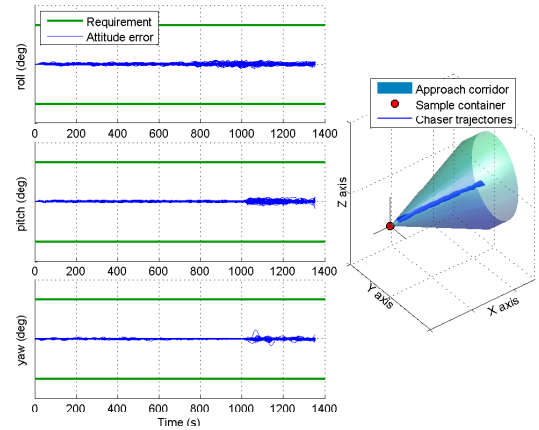 Requirement
Attitude error
roll (deg)
0 200 400 600 800 1000 1200 1400
pitch (deg)
0 200 400 600 800 1000 1200 1400
yaw (deg)
0 200 400 600 800 1000 1200 1400
Time (s)
Approach corridor
Sample container
Chaser trajectories
Z axis
Y axis
X axis